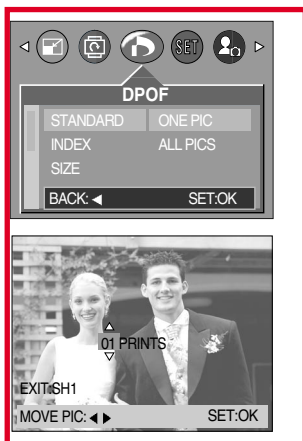 SET
DPOF
STANDARD ONE PIC
INDEX ALL PICS
SIZE
BACK:◀ SET:OK
01 PRINTS
EXIT:SH1
MOVE PIC:◀ ▶ SET:OK